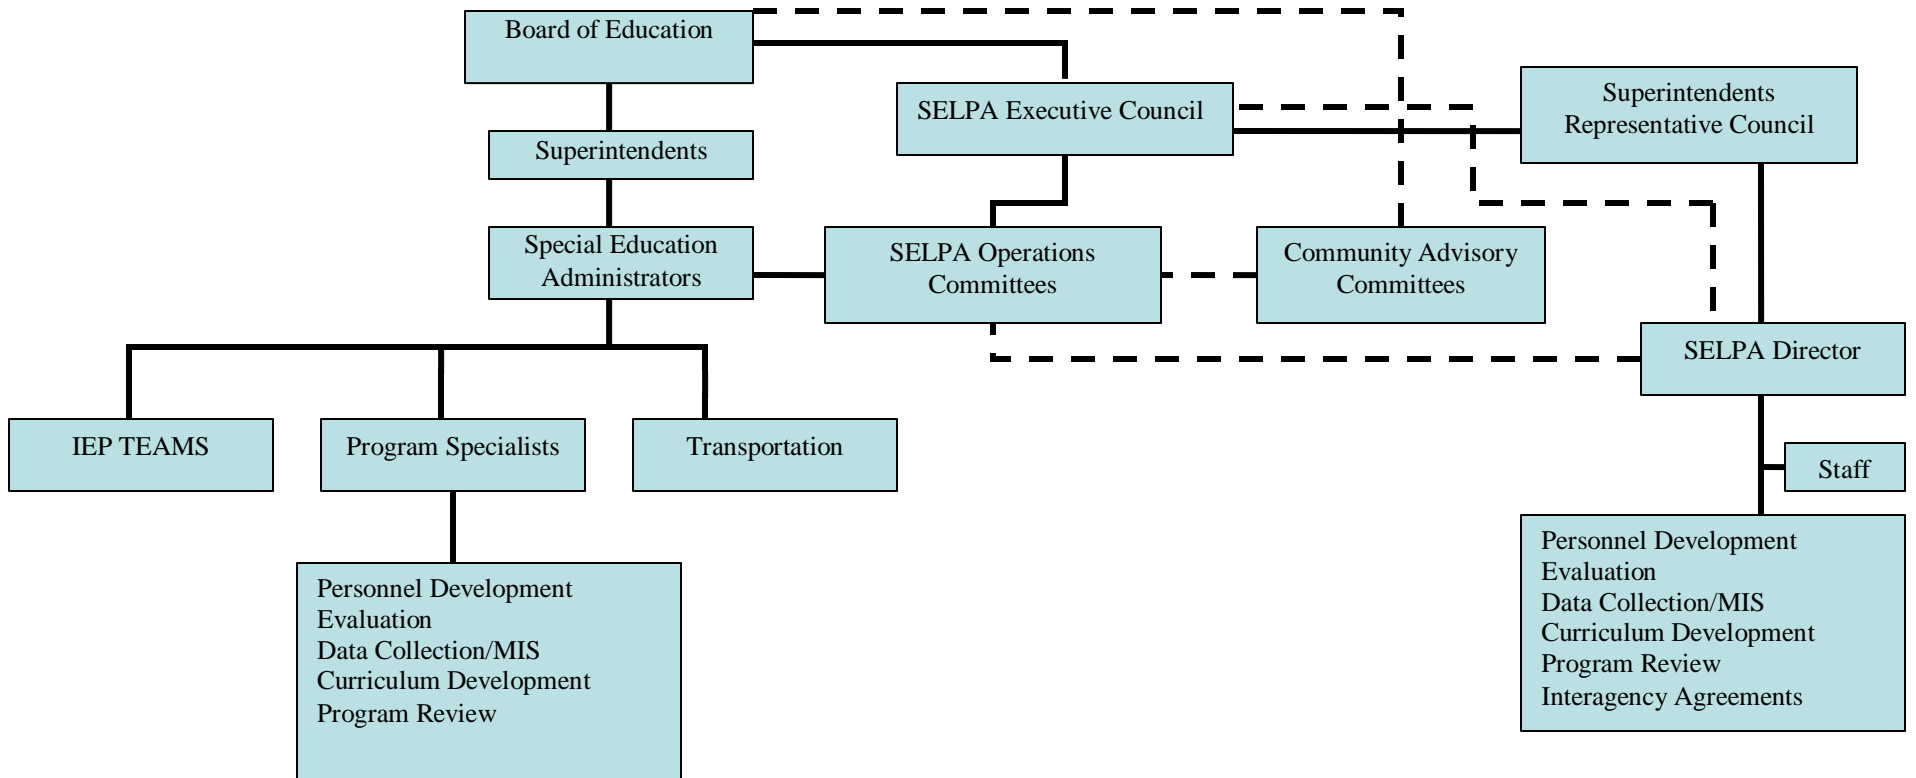 Board of Education
SELPA Executive Council
Superintendents
Representative Council
Superintendents
Special Education
Administrators
SELPA Operations
Committees
Community Advisory
Committees
SELPA Director
IEP TEAMS
Program Specialists
Transportation
Staff
Personnel Development
Evaluation
Data Collection/MIS
Curriculum Development
Program Review
Personnel Development
Evaluation
Data Collection/MIS
Curriculum Development
Program Review
Interagency Agreements